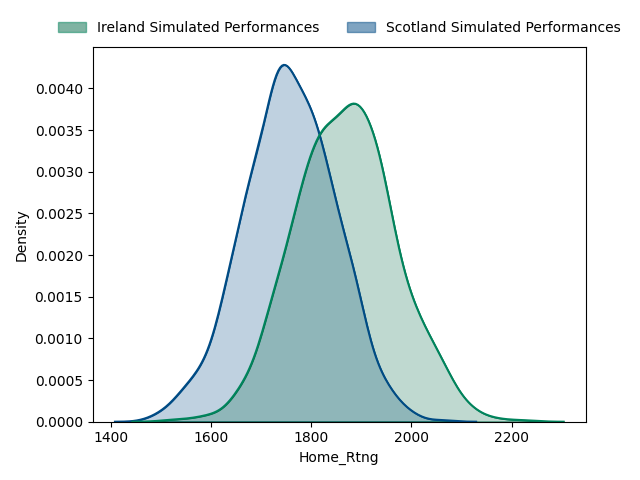 Ireland Simulated Performances Scotland Simulated Performances
0.0040
0.0035
0.0030
0.0025
0.0020
0.0015
0.0010
0.0005
0.0000
Density
1400 1600 1800 2000 2200
Home_Rtng